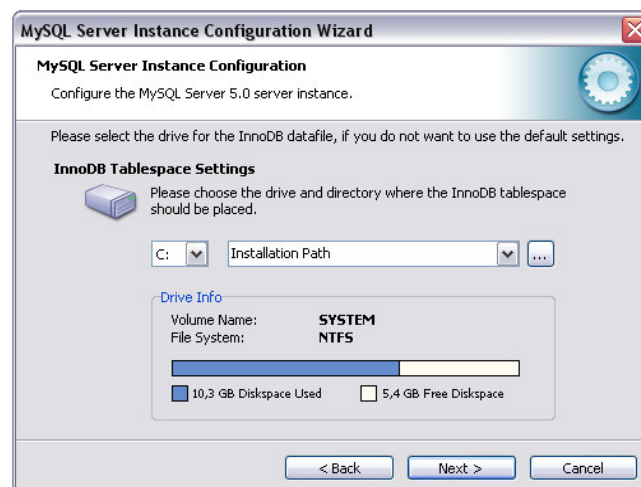 MySQL Server Instance Configuration Wizard
MySQL Server Instance Configuration
Configure the MySQL Server 5.0 server instance.
Please select the drive for the InnoDB datafile, if you do not want to use the default settings.
InnoDB Tablespace Settings
Please choose the drive and directory where the InnoDB tablespace
should be placed.
C: Installation Path ...
Drive Info
Volume Name: SYSTEM
File System: NTFS
10,3 GB Diskspace Used 5,4 GB Free Diskspace
< Back Next > Cancel